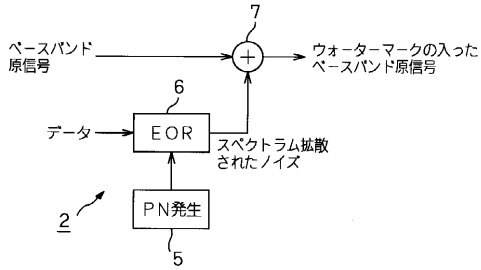 7
ベースバンド
原信号
+
ウォーターマークの入った
ベースバンド原信号
6
データ
EOR
スペクトラム拡散
されたノイズ
2
PN発生
5